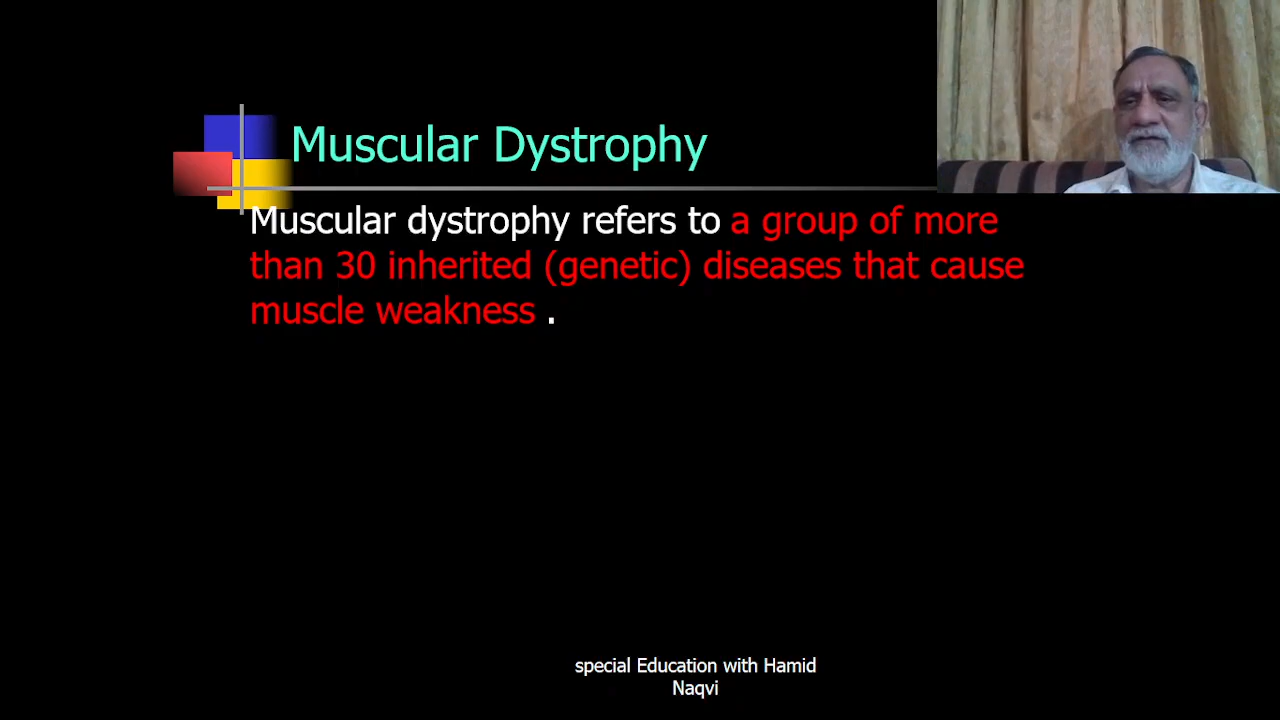 Muscular Dystrophy
Muscular dystrophy refers to a group of more
than 30 inherited (genetic) diseases that cause
muscle weakness .
special Education with Hamid
Naqvi